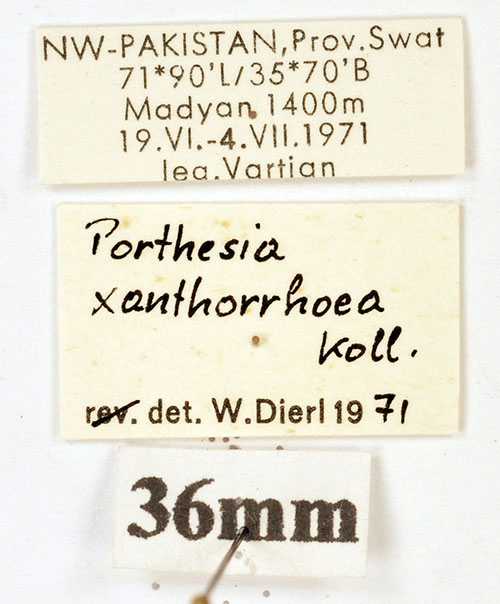 NW-PAKISTAN,Prov.Swat
71*90'L/35*70'B
Madyan 1400m
19.VI.-4.VII.1971
leg.Vartian
Porthesia
xanthorrhoea
Koll.
rev. det. W.Dierl 1971
36mm